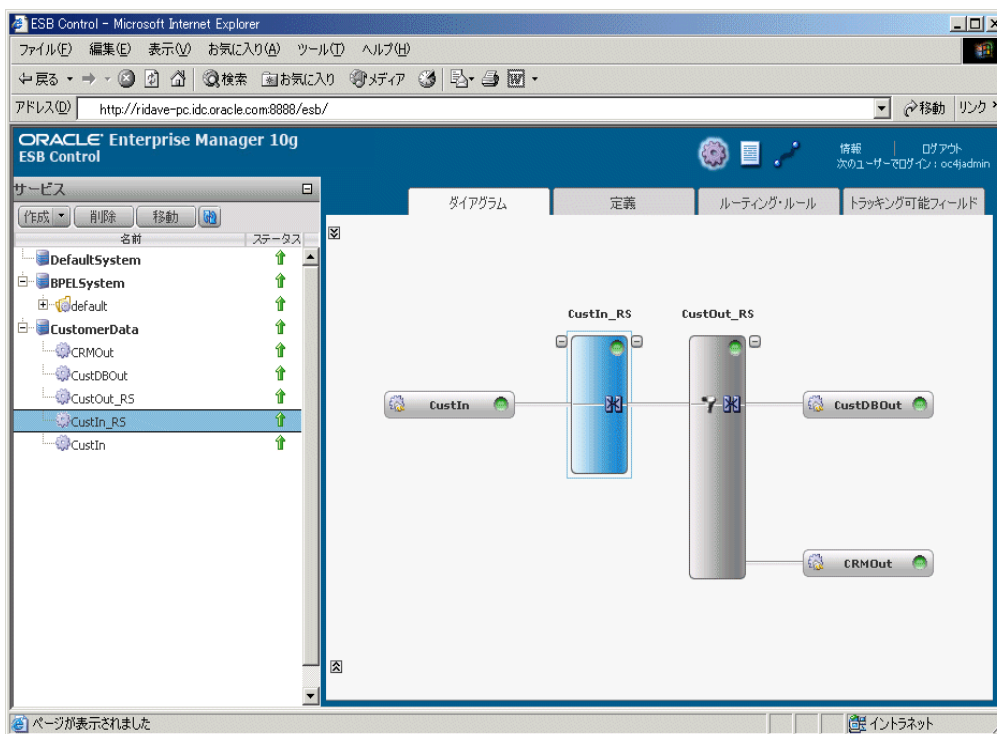 ESB Control - Microsoft Internet Explorer
ファイル(F) 編集(E) 表示(V) お気に入り(A) ツール(T) ヘルプ(H)
戻る 検索 お気に入り メディア
アドレス(D) http://ridave-pc.idc.oracle.com:8888/esb/ 移動 リンク
ORACLE Enterprise Manager 10g
ESB Control
情報 ログアウト
次のユーザーでログイン : oc4jadmin
サービス
作成 削除 移動
名前 ステータス
DefaultSystem
BPELSystem
default
CustomerData
CRMOut
CustDBOut
CustOut_RS
CustIn_RS
CustIn
ダイアグラム 定義 ルーティング・ルール トラッキング可能フィールド
CustIn_RS CustOut_RS
CustIn CustDBOut
CRMOut
ページが表示されました イントラネット